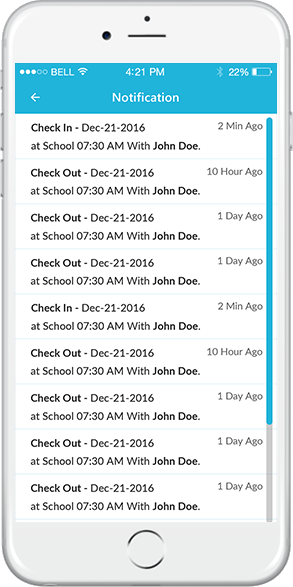 BELL 4:21 PM 22%
Notification
Check In - Dec-21-2016 2 Min Ago
at School 07:30 AM With John Doe.
Check Out - Dec-21-2016 10 Hour Ago
at School 07:30 AM With John Doe.
Check Out - Dec-21-2016 1 Day Ago
at School 07:30 AM With John Doe.
Check Out - Dec-21-2016 1 Day Ago
at School 07:30 AM With John Doe.
Check In - Dec-21-2016 2 Min Ago
at School 07:30 AM With John Doe.
Check Out - Dec-21-2016 10 Hour Ago
at School 07:30 AM With John Doe.
Check Out - Dec-21-2016 1 Day Ago
at School 07:30 AM With John Doe.
Check Out - Dec-21-2016 1 Day Ago
at School 07:30 AM With John Doe.
Check Out - Dec-21-2016 1 Day Ago
at School 07:30 AM With John Doe.